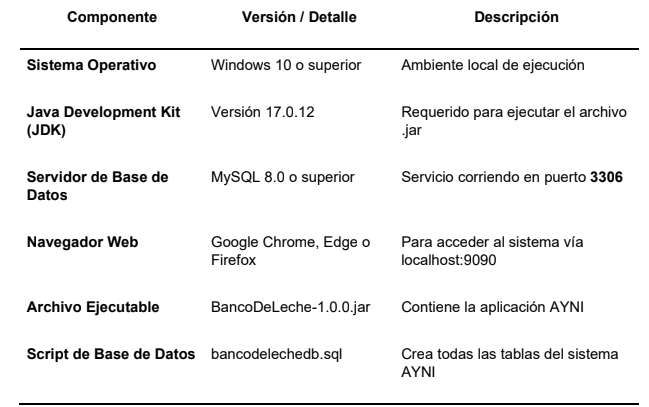 Componente Versión / Detalle Descripción
Sistema Operativo Windows 10 o superior Ambiente local de ejecución
Java Development Kit Versión 17.0.12 Requerido para ejecutar el archivo
(JDK) .jar
Servidor de Base de MySQL 8.0 o superior Servicio corriendo en puerto 3306
Datos
Navegador Web Google Chrome, Edge o Para acceder al sistema vía
Firefox localhost:9090
Archivo Ejecutable BancoDeLeche-1.0.0.jar Contiene la aplicación AYNI
Script de Base de Datos bancodelechedb.sql Crea todas las tablas del sistema
AYNI